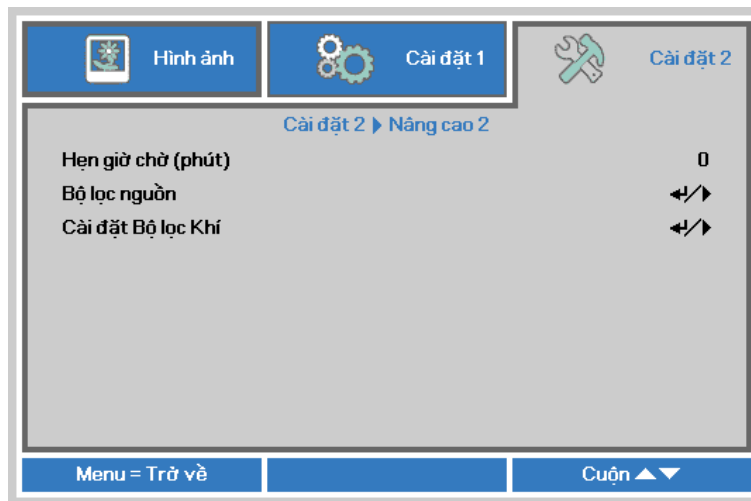 Hình ảnh
Cài đặt 1
Cài đặt 2
Cài đặt 2 ▶ Nâng cao 2
Hẹn giờ chờ (phút) 0
Bộ lọc nguồn ↵/▶
Cài đặt Bộ lọc Khí ↵/▶
Menu = Trở về
Cuộn ▲▼